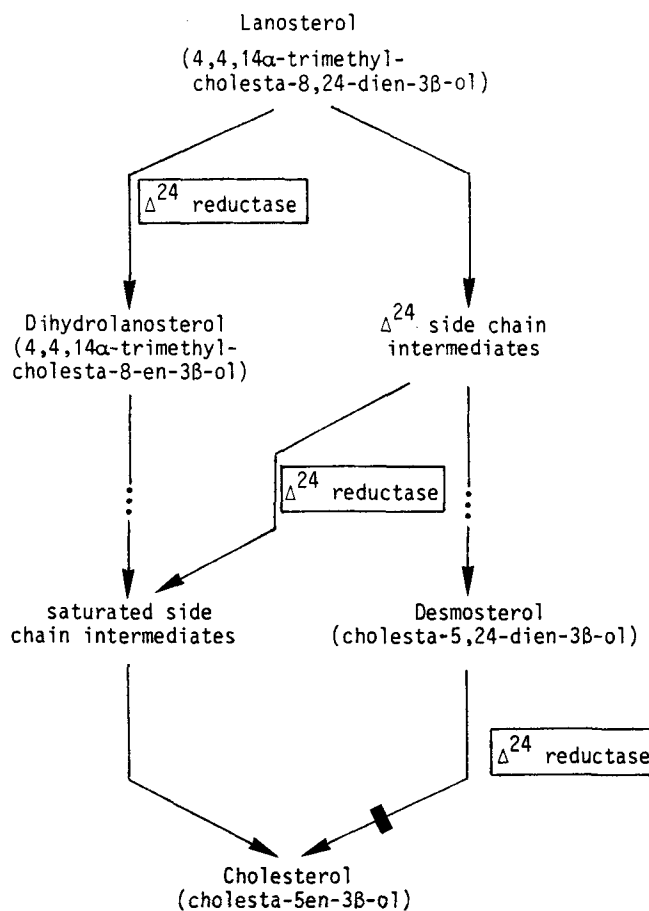 Lanosterol
(4,4,14α-trimethyl-
cholesta-8,24-dien-3β-ol)
Δ24 reductase
Dihydrolanosterol
(4,4,14α-trimethyl-
cholesta-8-en-3β-ol)
Δ24 side chain
intermediates
Δ24 reductase
saturated side
chain intermediates
Desmosterol
(cholesta-5,24-dien-3β-ol)
Δ24 reductase
Cholesterol
(cholesta-5en-3β-ol)